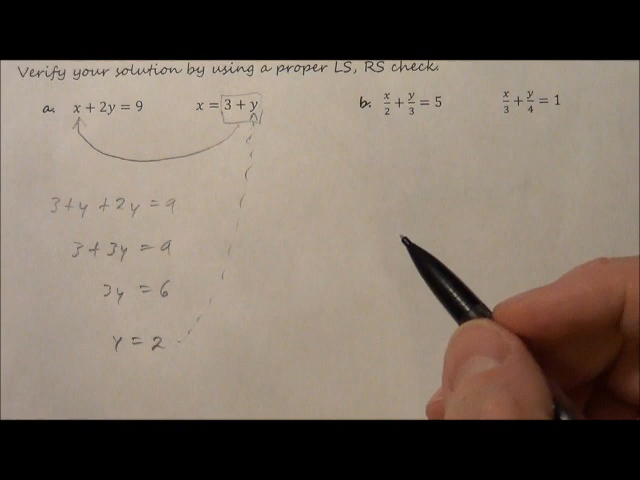 Verify your solution by using a proper LS, RS check.
a. x + 2y = 9 x = 3 + y b. x/2 + y/3 = 5 x/3 + y/4 = 1
3+y+2y=9
3+3y=9
3y=6
y=2